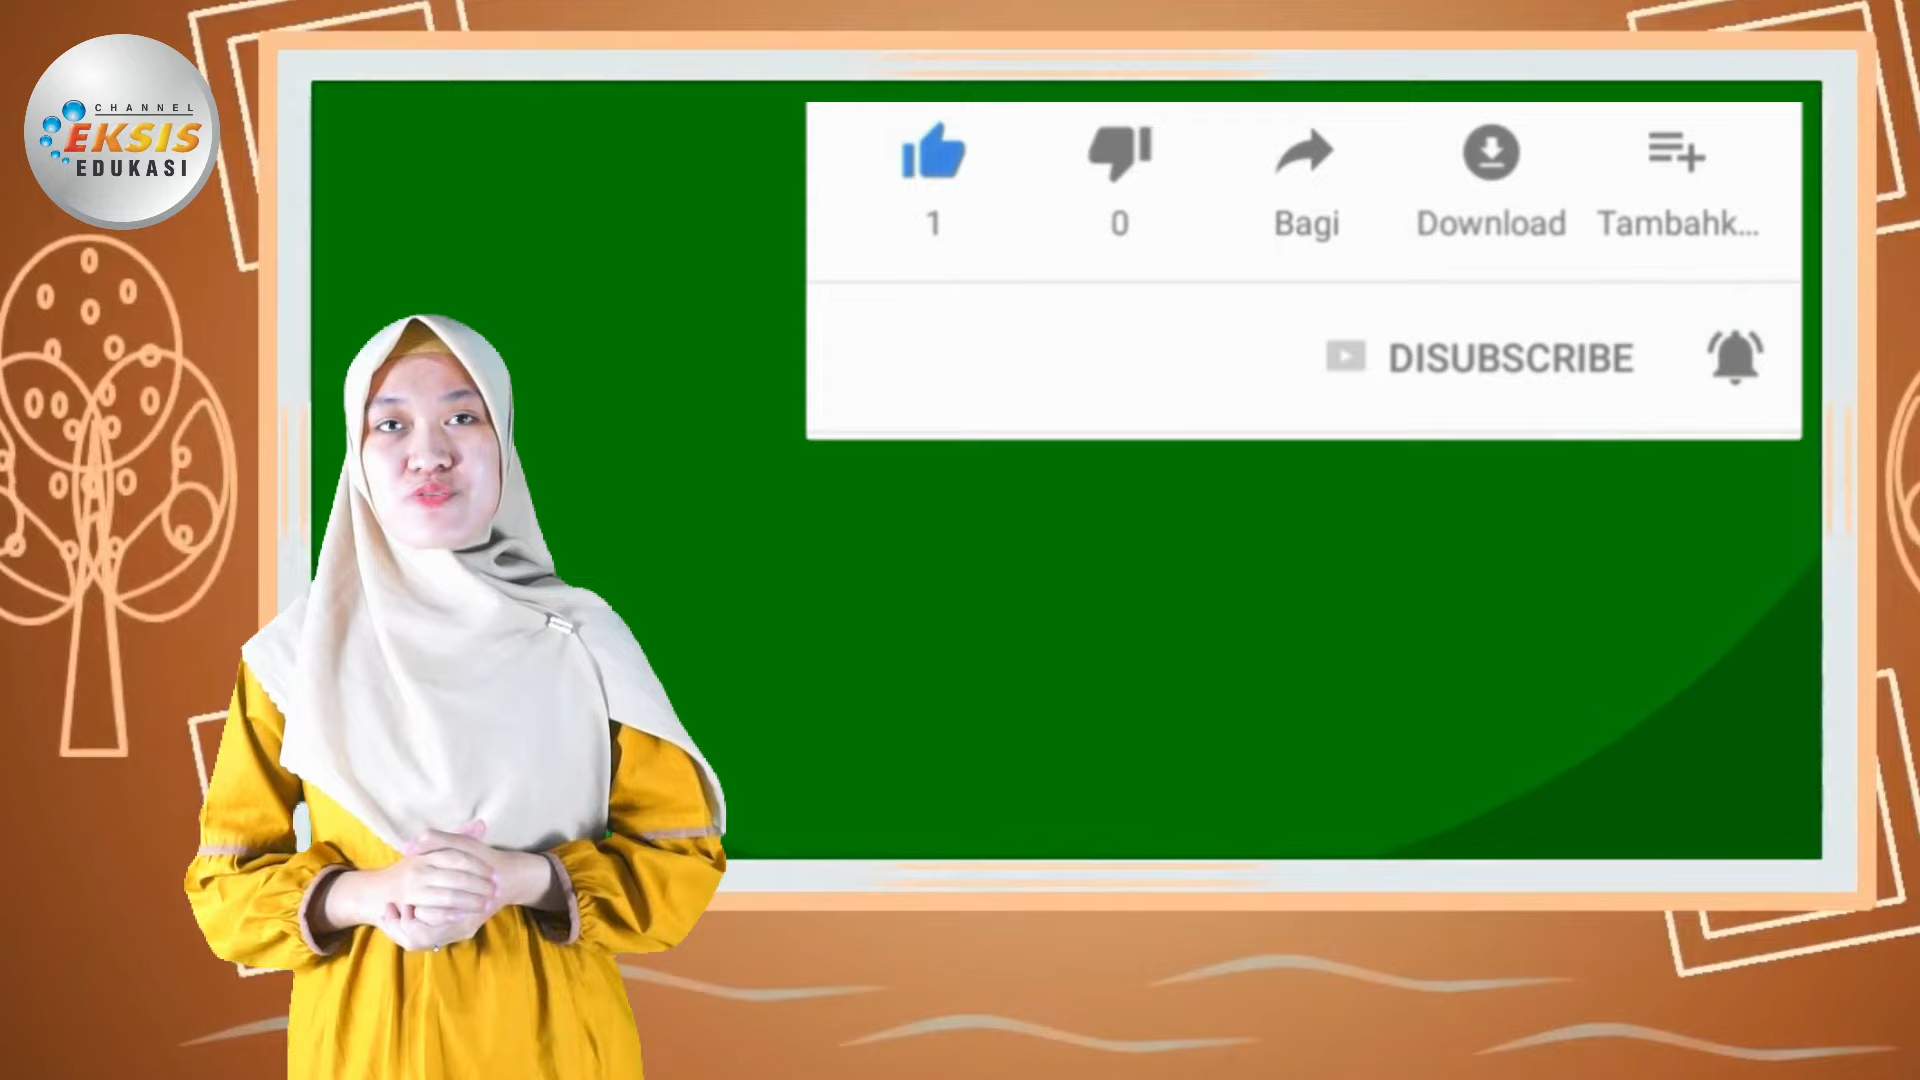 CHANNEL
EKSIS
EDUKASI
1 0 Bagi Download Tambahk...
DISUBSCRIBE